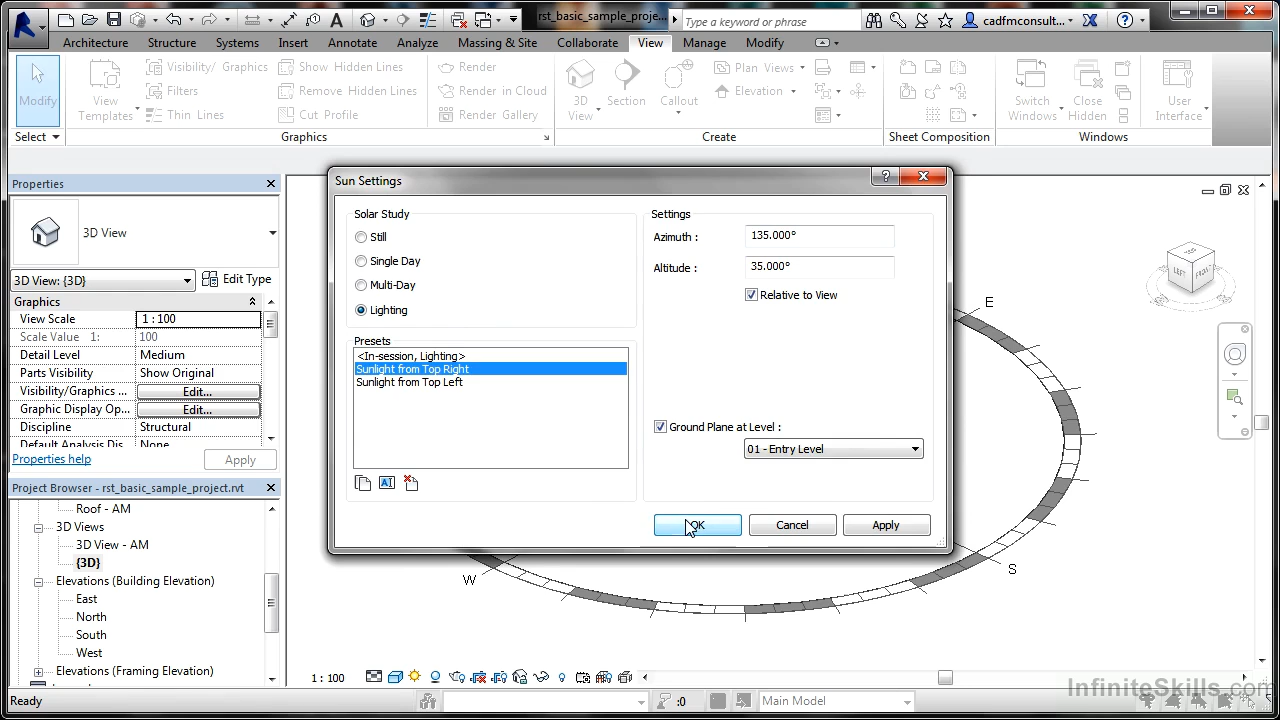 rst_basic_sample_proje...
Type a keyword or phrase
cadfmconsult...
Architecture Structure Systems Insert Annotate Analyze Massing & Site Collaborate View Manage Modify
Modify
View
Templates
Visibility/ Graphics
Filters
Thin Lines
Show Hidden Lines
Remove Hidden Lines
Cut Profile
Render
Render in Cloud
Render Gallery
3D
View
Section
Callout
Plan Views
Elevation
Switch
Windows
Close
Hidden
User
Interface
Select Graphics Create Sheet Composition Windows
Properties
3D View
3D View: {3D} Edit Type
Graphics
View Scale 1 : 100
Scale Value 1: 100
Detail Level Medium
Parts Visibility Show Original
Visibility/Graphics ... Edit...
Graphic Display Op... Edit...
Discipline Structural
Default Analysis Dis... None
Properties help Apply
Project Browser - rst_basic_sample_project.rvt
Roof - AM
3D Views
3D View - AM
{3D}
Elevations (Building Elevation)
East
North
South
West
Elevations (Framing Elevation)
Sun Settings
Solar Study
Still
Single Day
Multi-Day
Lighting
Presets
<In-session, Lighting>
Sunlight from Top Right
Sunlight from Top Left
Settings
Azimuth : 135.000°
Altitude : 35.000°
Relative to View
Ground Plane at Level :
01 - Entry Level
OK Cancel Apply
TOP
LEFT FRONT
E
S
W
1 : 100
Ready
:0
Main Model
InfiniteSkills.com